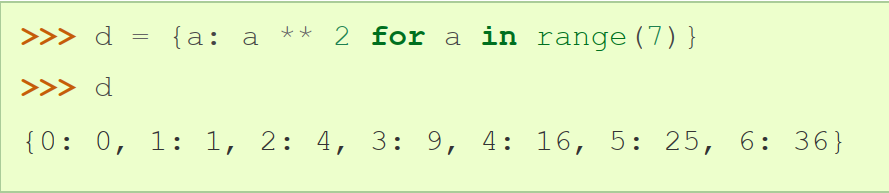 >>> d = {a: a ** 2 for a in range(7)}
>>> d
{0: 0, 1: 1, 2: 4, 3: 9, 4: 16, 5: 25, 6: 36}